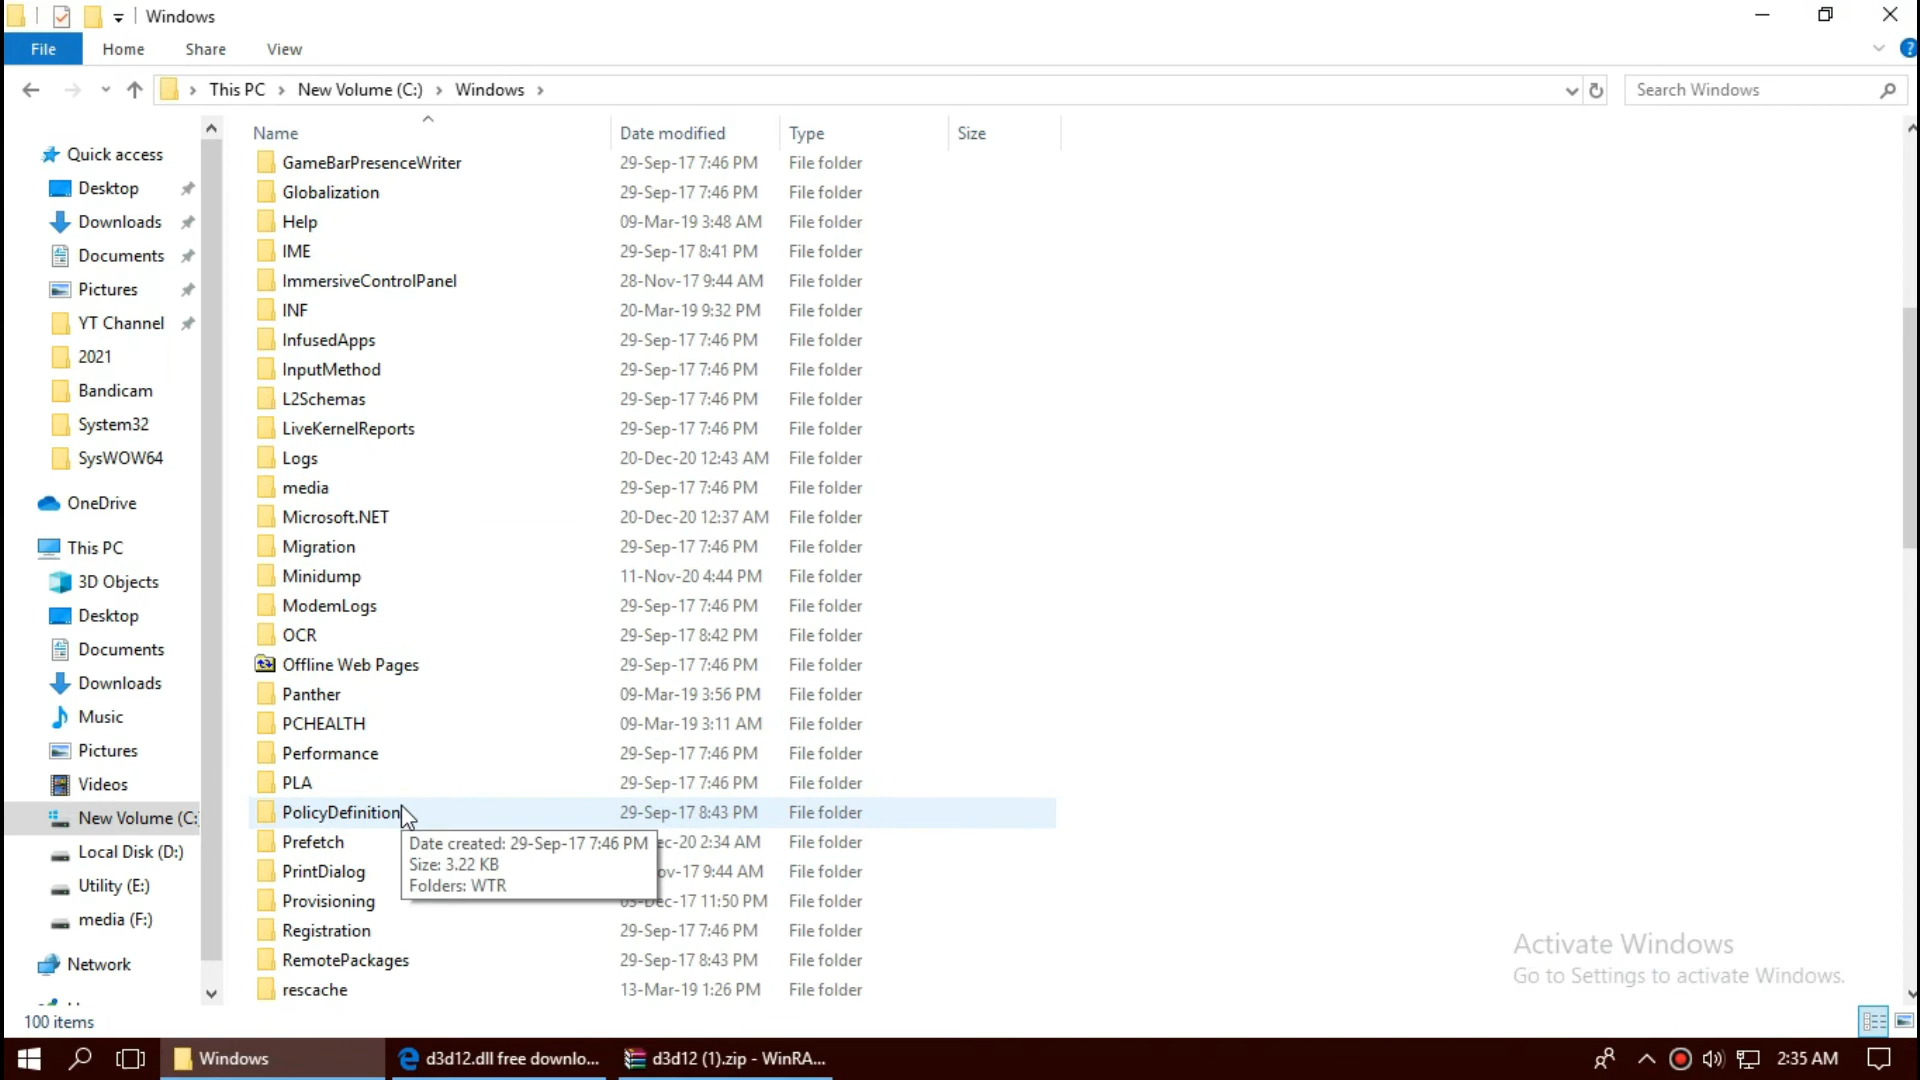 Windows
File Home Share View
This PC New Volume (C:) Windows
Search Windows
Name Date modified Type Size
Quick access
Desktop
Downloads
Documents
Pictures
YT Channel
2021
Bandicam
System32
SysWOW64
OneDrive
This PC
3D Objects
Desktop
Documents
Downloads
Music
Pictures
Videos
New Volume (C:
Local Disk (D:)
Utility (E:)
media (F:)
Network
GameBarPresenceWriter 29-Sep-17 7:46 PM File folder
Globalization 29-Sep-17 7:46 PM File folder
Help 09-Mar-19 3:48 AM File folder
IME 29-Sep-17 8:41 PM File folder
ImmersiveControlPanel 28-Nov-17 9:44 AM File folder
INF 20-Mar-19 9:32 PM File folder
InfusedApps 29-Sep-17 7:46 PM File folder
InputMethod 29-Sep-17 7:46 PM File folder
L2Schemas 29-Sep-17 7:46 PM File folder
LiveKernelReports 29-Sep-17 7:46 PM File folder
Logs 20-Dec-20 12:43 AM File folder
media 29-Sep-17 7:46 PM File folder
Microsoft.NET 20-Dec-20 12:37 AM File folder
Migration 29-Sep-17 7:46 PM File folder
Minidump 11-Nov-20 4:44 PM File folder
ModemLogs 29-Sep-17 7:46 PM File folder
OCR 29-Sep-17 8:42 PM File folder
Offline Web Pages 29-Sep-17 7:46 PM File folder
Panther 09-Mar-19 3:56 PM File folder
PCHEALTH 09-Mar-19 3:11 AM File folder
Performance 29-Sep-17 7:46 PM File folder
PLA 29-Sep-17 7:46 PM File folder
PolicyDefinition 29-Sep-17 8:43 PM File folder
Prefetch ec-20 2:34 AM File folder
PrintDialog ov-17 9:44 AM File folder
Provisioning 11:50 PM File folder
Registration 29-Sep-17 7:46 PM File folder
RemotePackages 29-Sep-17 8:43 PM File folder
rescache 13-Mar-19 1:26 PM File folder
Date created: 29-Sep-17 7:46 PM
Size: 3.22 KB
Folders: WTR
Activate Windows
Go to Settings to activate Windows.
100 items
Windows d3d12.dll free downlo... d3d12 (1).zip - WinRA... 2:35 AM